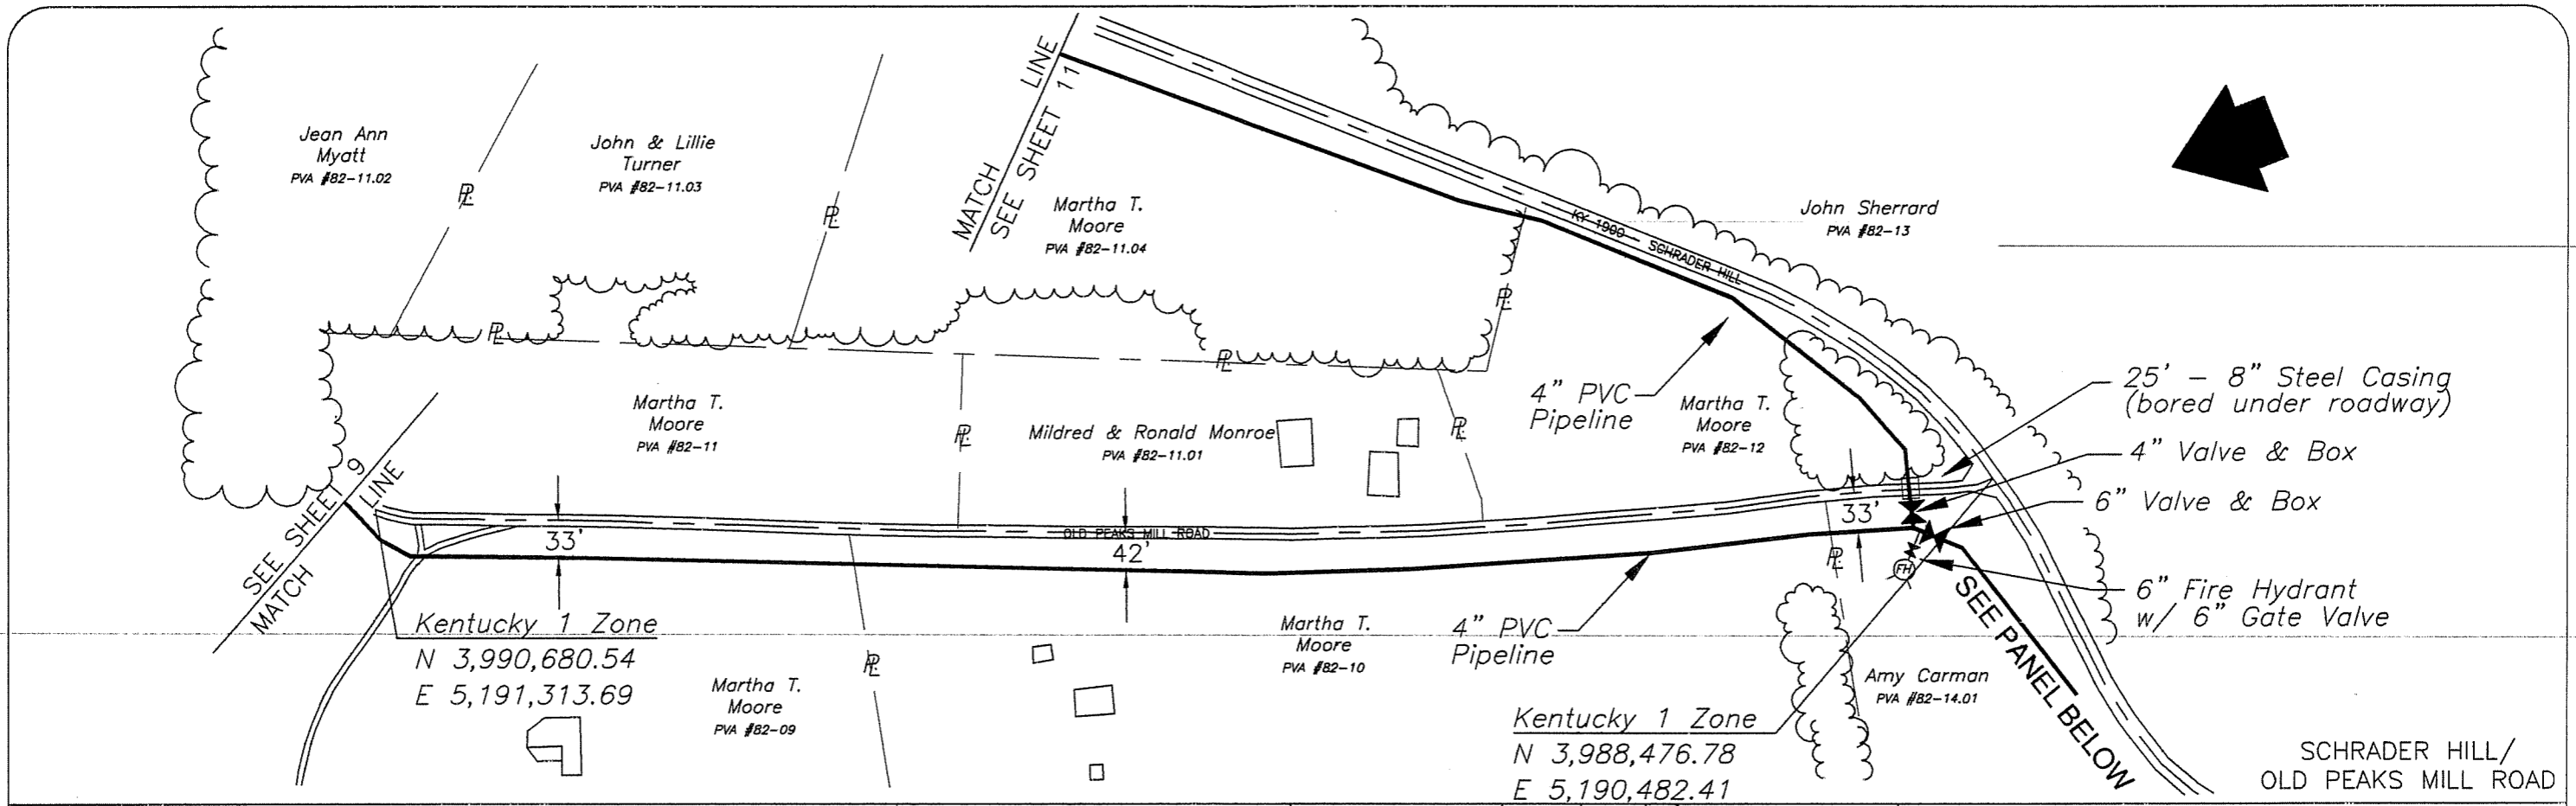 MATCH LINE
SEE SHEET 11
Jean Ann
Myatt
PVA #82-11.02
John & Lillie
Turner
PVA #82-11.03
Martha T.
Moore
PVA #82-11.04
John Sherrard
PVA #82-13
KY 1900 - SCHRADER HILL
PL
PL
PL
PL
PL
Martha T.
Moore
PVA #82-11
PL
Mildred & Ronald Monroe
PVA #82-11.01
PL
4" PVC
Pipeline
Martha T.
Moore
PVA #82-12
25' - 8" Steel Casing
(bored under roadway)
4" Valve & Box
6" Valve & Box
6" Fire Hydrant
w/ 6" Gate Valve
SEE SHEET 9
MATCH LINE
33'
OLD PEAKS MILL ROAD
42'
33'
PL
FH
SEE PANEL BELOW
Kentucky 1 Zone
N 3,990,680.54
E 5,191,313.69
Martha T.
Moore
PVA #82-09
PL
Martha T.
Moore
PVA #82-10
4" PVC
Pipeline
Amy Carman
PVA #82-14.01
Kentucky 1 Zone
N 3,988,476.78
E 5,190,482.41
SCHRADER HILL/
OLD PEAKS MILL ROAD